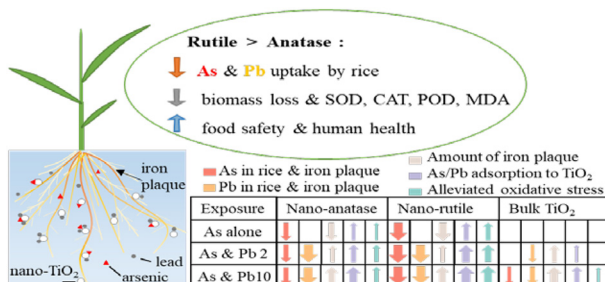 Rutile > Anatase :
As & Pb uptake by rice
biomass loss & SOD, CAT, POD, MDA
food safety & human health
iron
plaque
lead
nano-TiO2
arsenic
As in rice & iron plaque
Pb in rice & iron plaque
Amount of iron plaque
As/Pb adsorption to TiO2
Alleviated oxidative stress
Exposure Nano-anatase Nano-rutile Bulk TiO2
As alone
As & Pb 2
As & Pb10